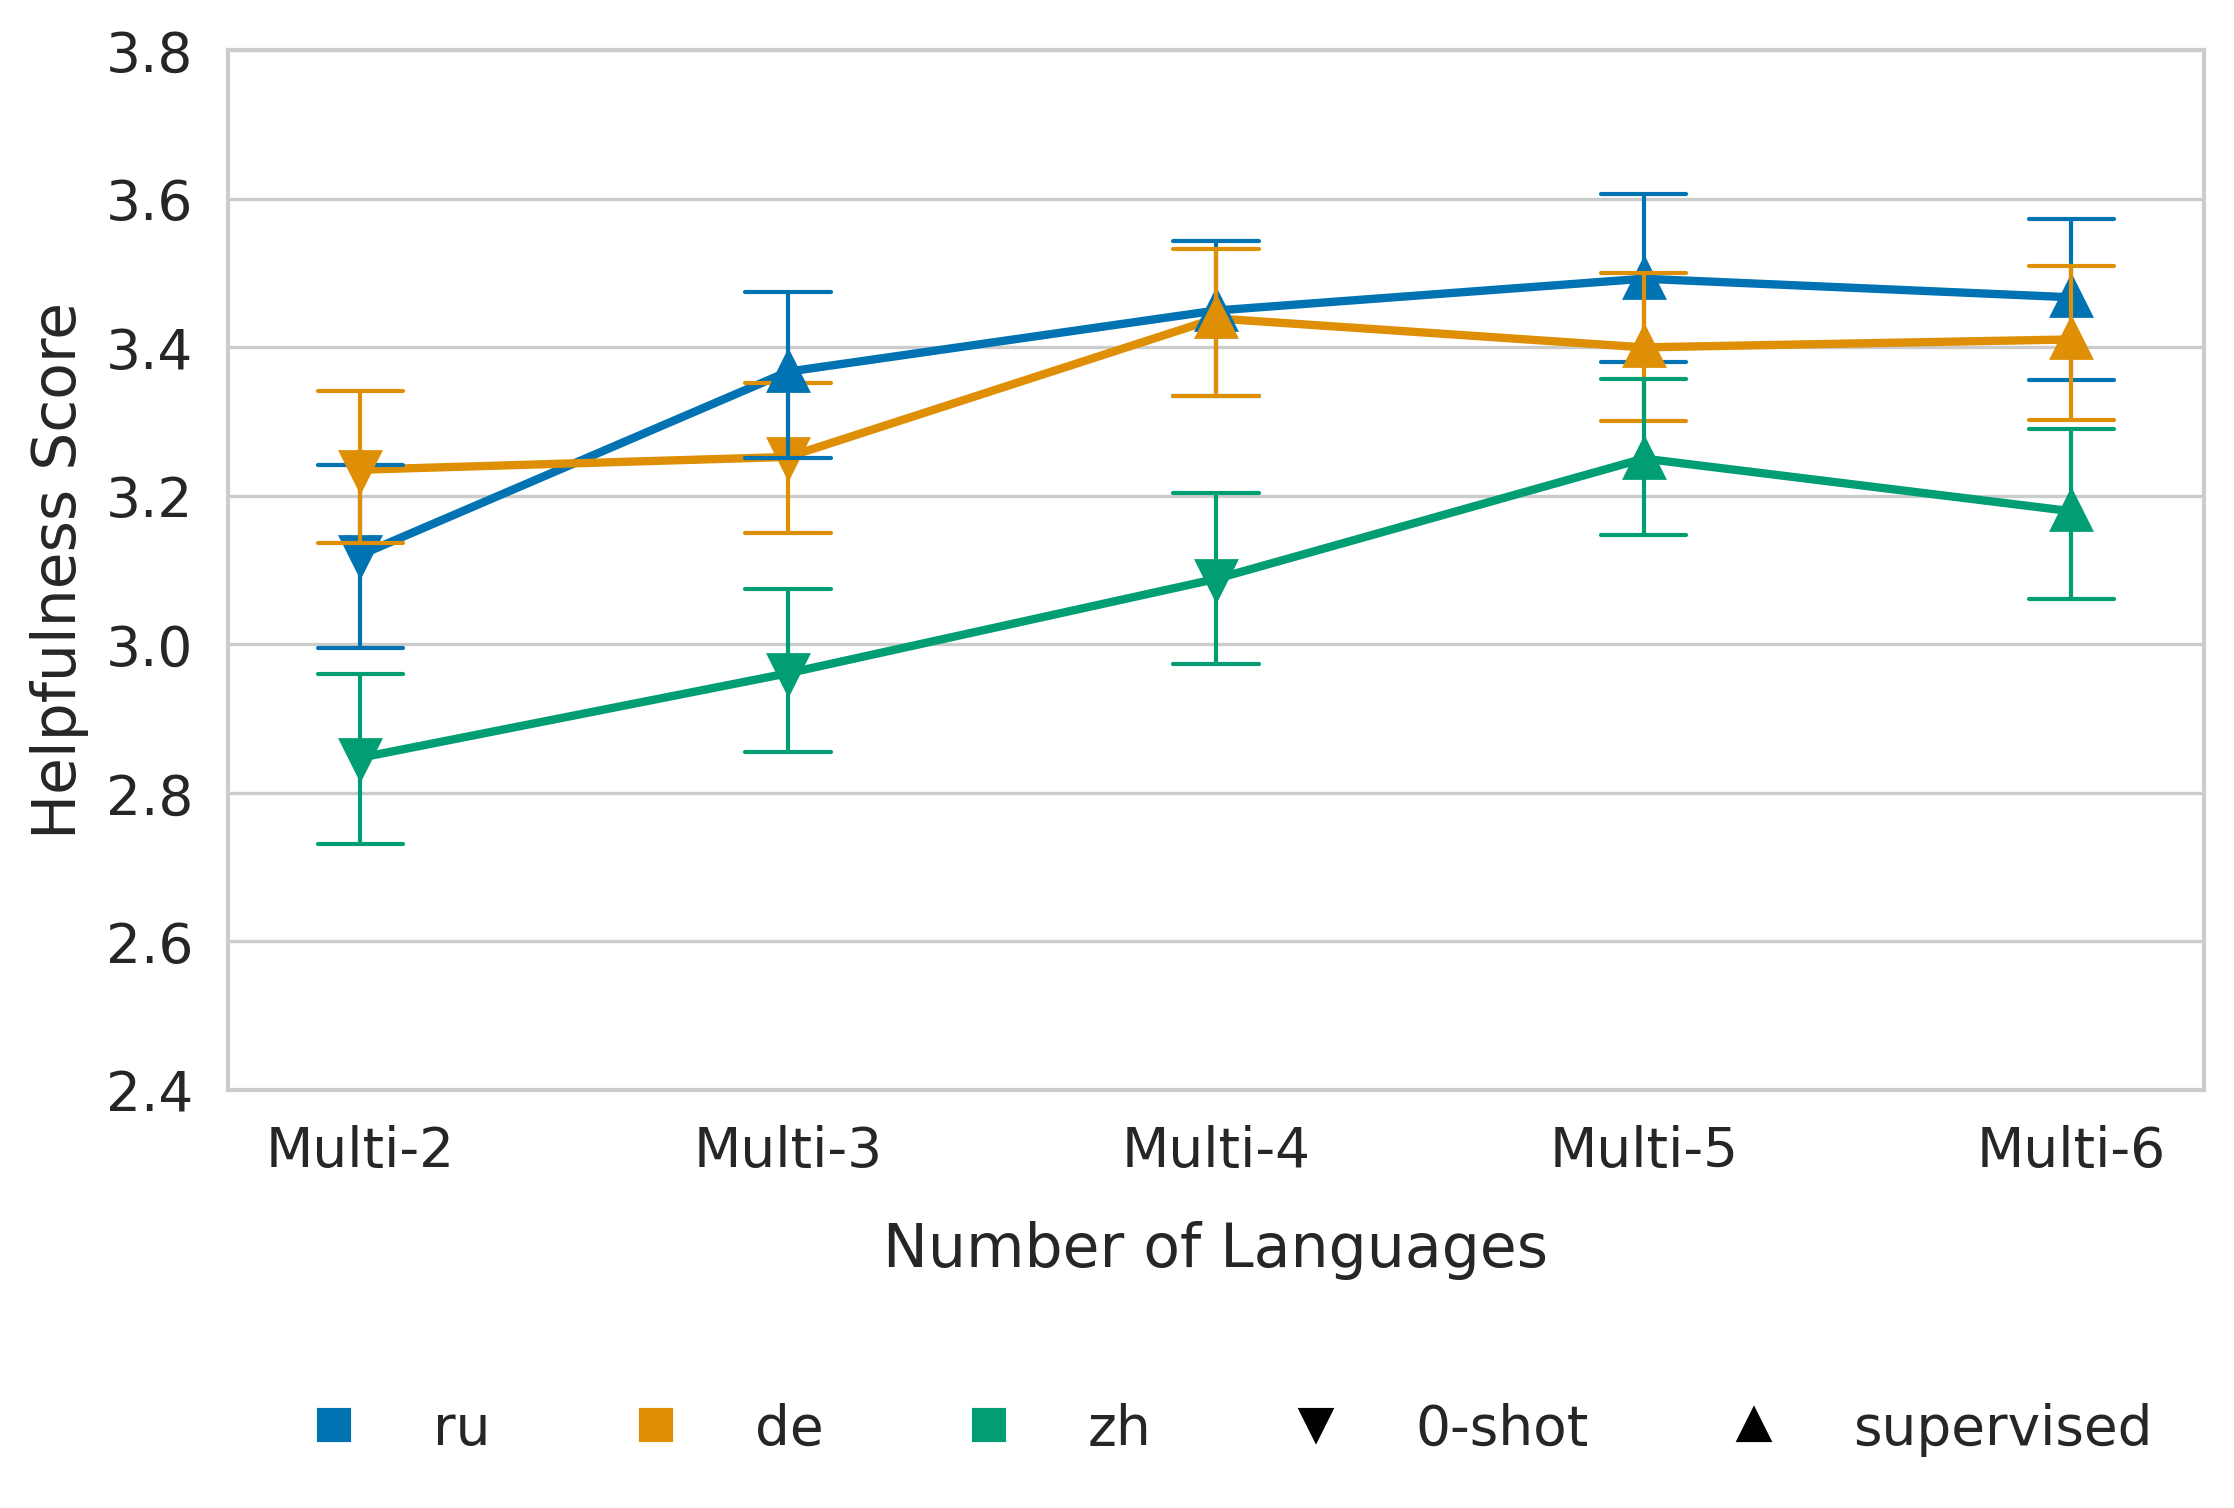 3.8
3.6
3.4
3.2
3.0
2.8
2.6
2.4
Helpfulness Score
Multi-2 Multi-3 Multi-4 Multi-5 Multi-6
Number of Languages
ru de zh 0-shot supervised